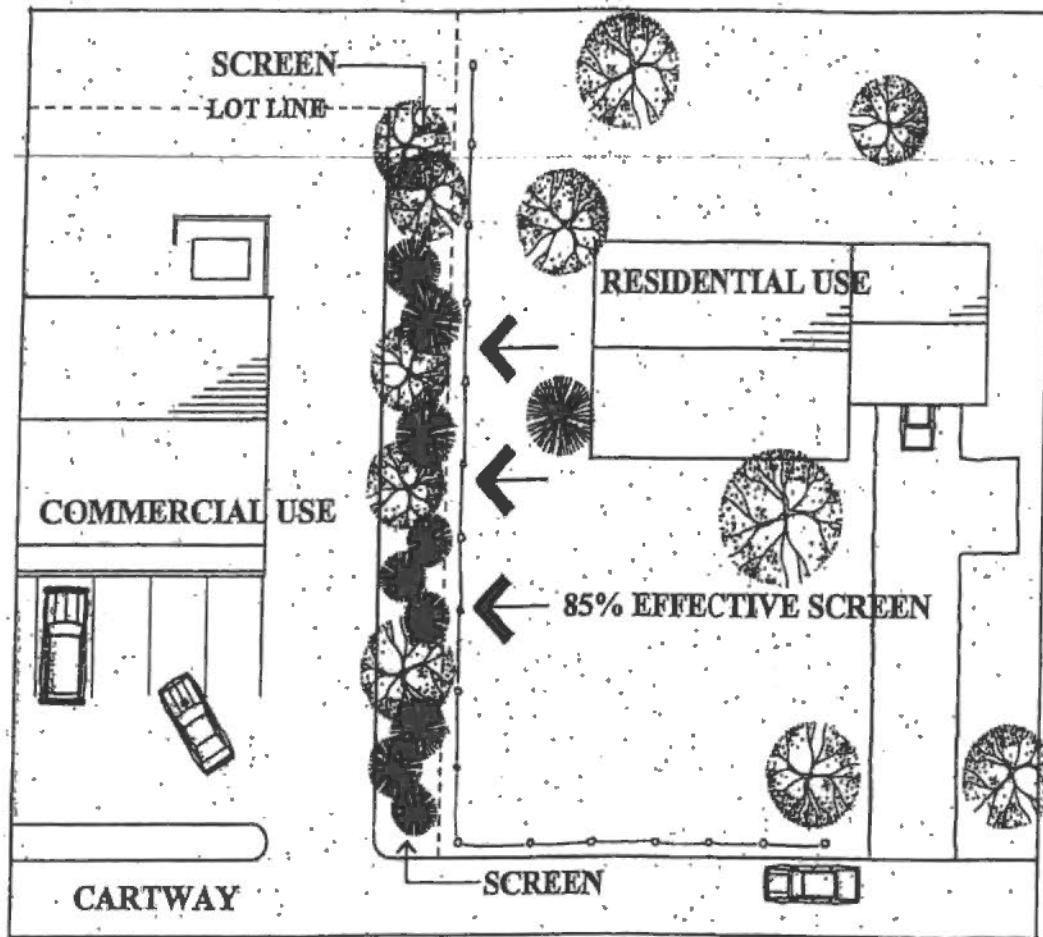 SCREEN
LOT LINE
RESIDENTIAL USE
COMMERCIAL USE
85% EFFECTIVE SCREEN
SCREEN
CARTWAY